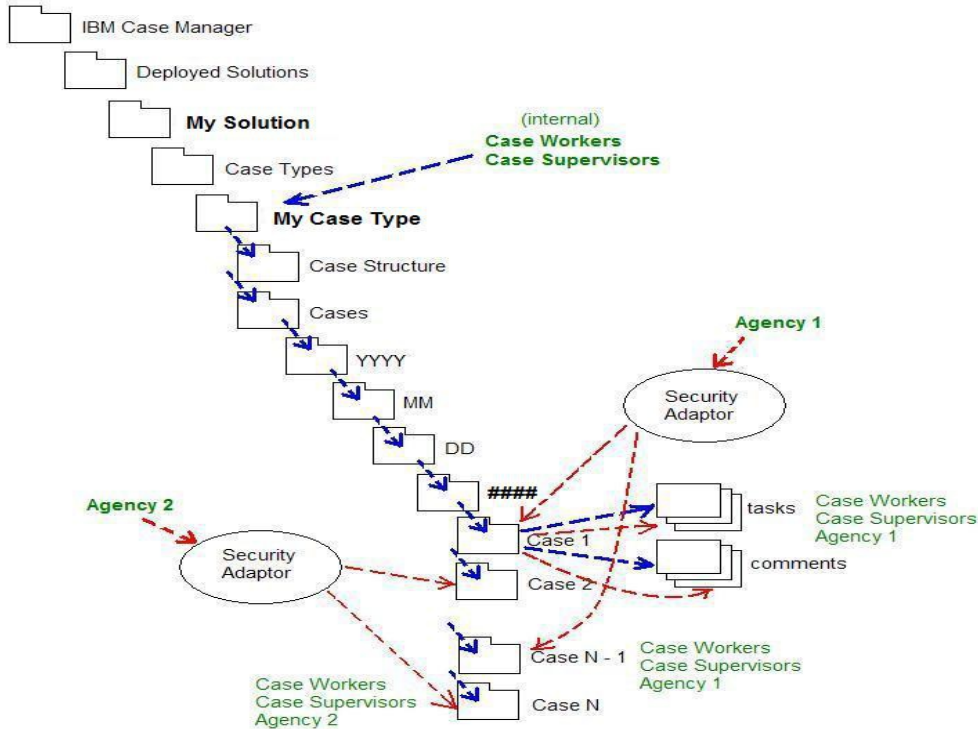 IBM Case Manager
Deployed Solutions
My Solution
(internal)
Case Workers
Case Supervisors
Case Types
My Case Type
Case Structure
Cases
Agency 1
YYYY
Security
Adaptor
MM
DD
####
Agency 2
tasks
Case Workers
Case Supervisors
Agency 1
Case 1
Security
Adaptor
comments
Case 2
Case N - 1
Case Workers
Case Supervisors
Agency 1
Case Workers
Case Supervisors
Agency 2
Case N